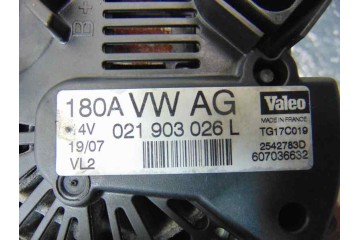 B+
180A VW AG
4V 021 903 026 L
19/07
VL2
Valeo
MADE IN FRANCE
TG17C019
2542783D
607036632